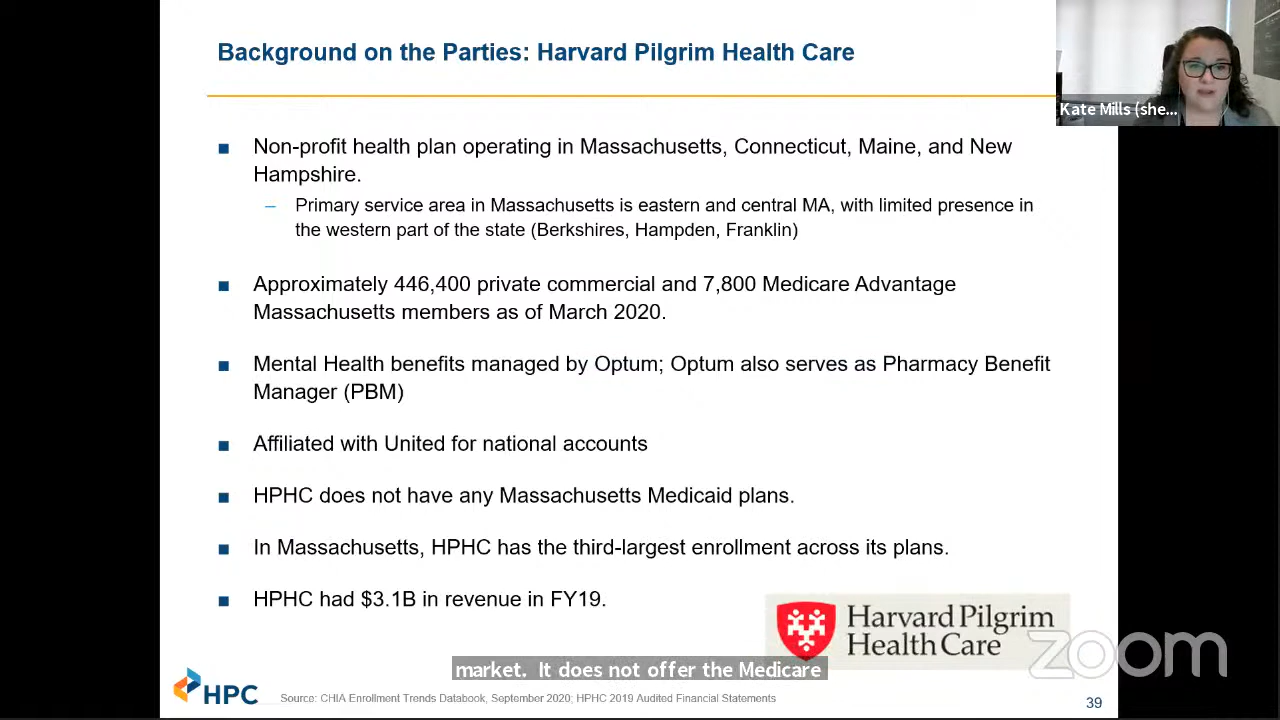 Background on the Parties: Harvard Pilgrim Health Care
Kate Mills (she...
■ Non-profit health plan operating in Massachusetts, Connecticut, Maine, and New
Hampshire.
– Primary service area in Massachusetts is eastern and central MA, with limited presence in
the western part of the state (Berkshires, Hampden, Franklin)
■ Approximately 446,400 private commercial and 7,800 Medicare Advantage
Massachusetts members as of March 2020.
■ Mental Health benefits managed by Optum; Optum also serves as Pharmacy Benefit
Manager (PBM)
■ Affiliated with United for national accounts
■ HPHC does not have any Massachusetts Medicaid plans.
■ In Massachusetts, HPHC has the third-largest enrollment across its plans.
■ HPHC had $3.1B in revenue in FY19.
Harvard Pilgrim
Health Care
zoom
market. It does not offer the Medicare
HPC
Source: CHIA Enrollment Trends Databook, September 2020; HPHC 2019 Audited Financial Statements
39